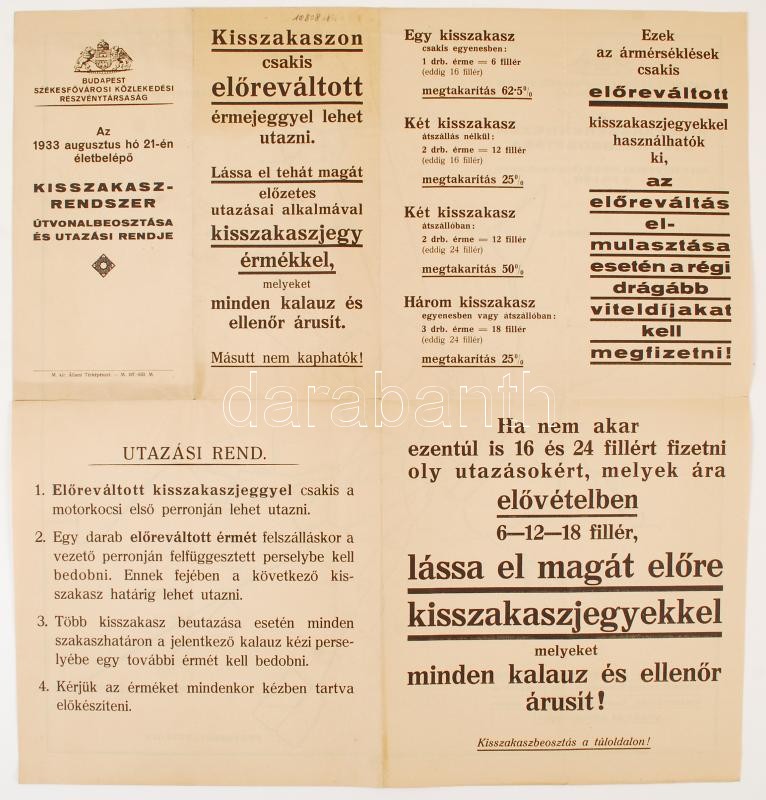 10808
BUDAPEST
SZÉKESFŐVÁROSI KÖZLEKEDÉSI
RÉSZVÉNYTÁRSASÁG
Az
1933 augusztus hó 21-én
életbelépő
KISSZAKASZ-
RENDSZER
ÚTVONALBEOSZTÁSA
ÉS UTAZÁSI RENDJE
M. kir. Állami Térképészet. — M.
Kisszakaszon
csakis
előreváltott
érmejeggyel lehet
utazni.
Lássa el tehát magát
előzetes
utazásai alkalmával
kisszakaszjegy
érmékkel,
melyeket
minden kalauz és
ellenőr árusít.
Másutt nem kaphatók!
Egy kisszakasz
csakis egyenesben:
1 drb. érme = 6 fillér
(eddig 16 fillér)
megtakarítás 62·5%
Két kisszakasz
átszállás nélkül:
2 drb. érme = 12 fillér
(eddig 16 fillér)
megtakarítás 25%
Két kisszakasz
átszállóban:
2 drb. érme = 12 fillér
(eddig 24 fillér)
megtakarítás 50%
Három kisszakasz
egyenesben vagy átszállóban:
3 drb. érme = 18 fillér
(eddig 24 fillér)
megtakarítás 25%
Ezek
az ármérséklések
csakis
előreváltott
kisszakaszjegyekkel
használhatók
ki,
az
előreváltás
el-
mulasztása
esetén a régi
drágább
viteldíjakat
kell
megfizetni!
darabanth
UTAZÁSI REND.
1. Előreváltott kisszakaszjeggyel csakis a
motorkocsi első perronján lehet utazni.
2. Egy darab előreváltott érmét felszálláskor a
vezető perronján felfüggesztett perselybe kell
bedobni. Ennek fejében a következő kis-
szakasz határig lehet utazni.
3. Több kisszakasz beutazása esetén minden
szakaszhatáron a jelentkező kalauz kézi perse-
lyébe egy további érmét kell bedobni.
4. Kérjük az érméket mindenkor kézben tartva
előkészíteni.
Ha nem akar
ezentúl is 16 és 24 fillért fizetni
oly utazásokért, melyek ára
elővételben
6—12—18 fillér,
lássa el magát előre
kisszakaszjegyekkel
melyeket
minden kalauz és ellenőr
árusít!
Kisszakaszbeosztás a túloldalon!